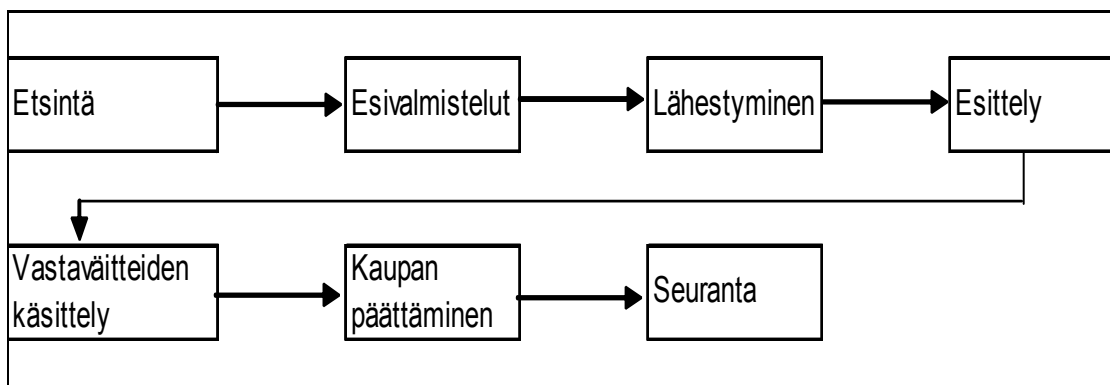 Etsintä
Esivalmistelut
Lähestyminen
Esittely
Vastaväitteiden
käsittely
Kaupan
päättäminen
Seuranta